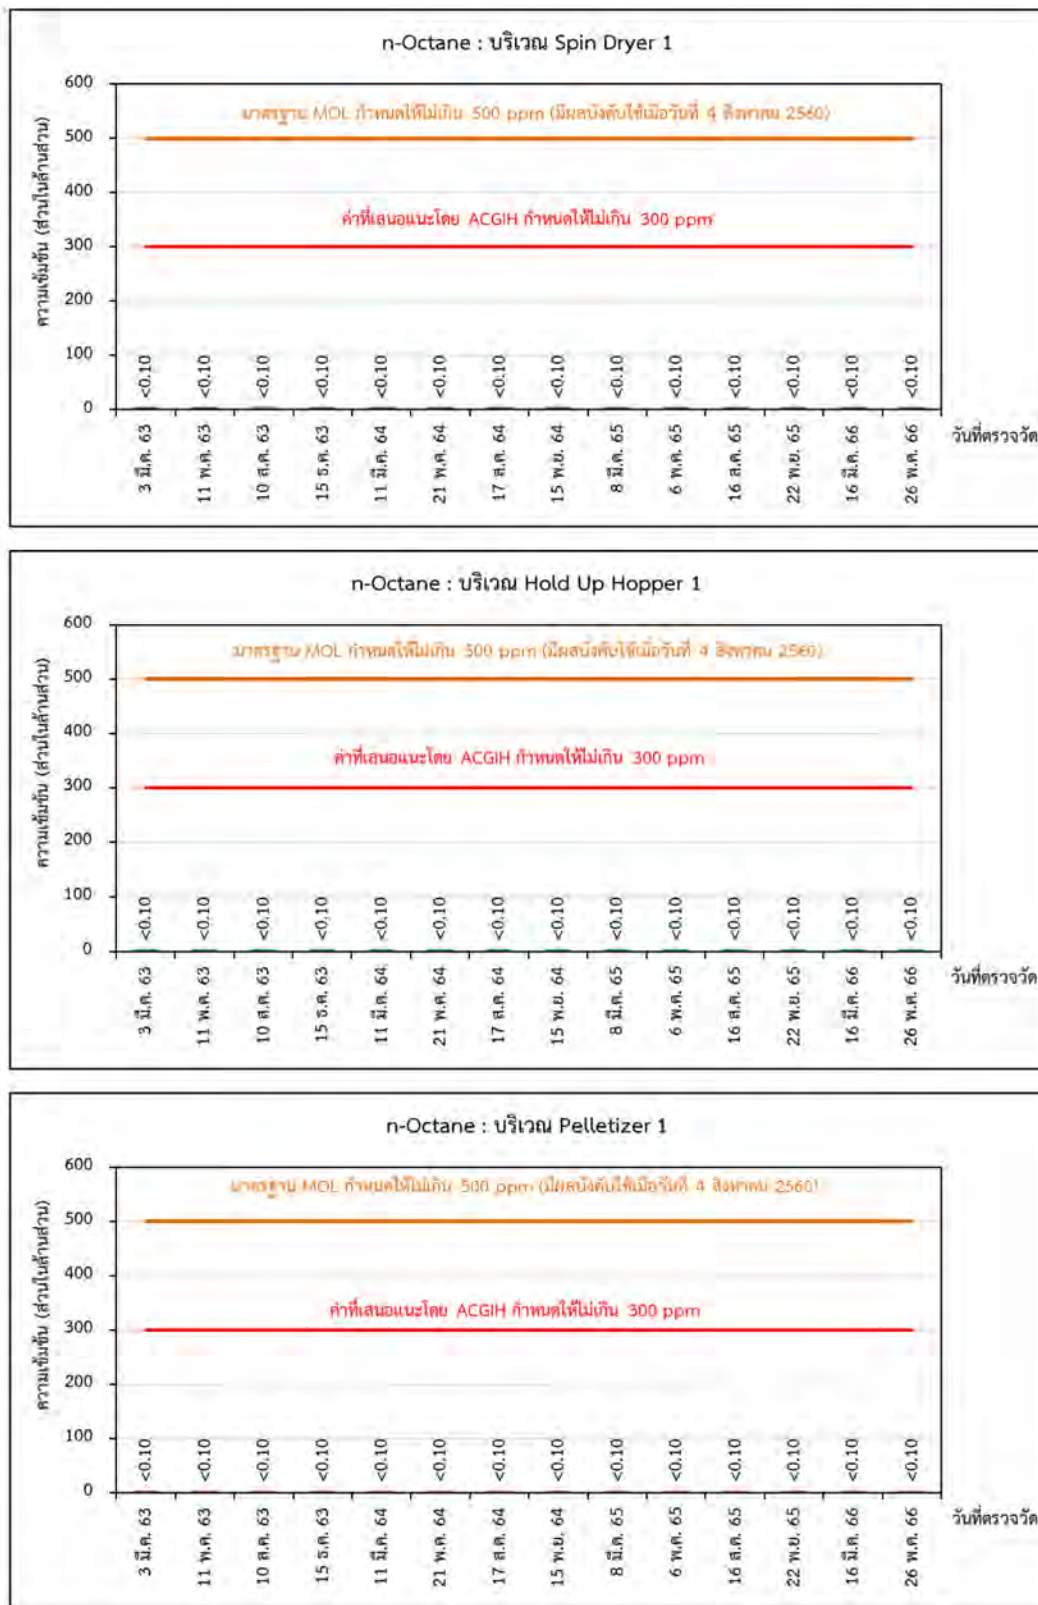 n-Octane : บริเวณ Spin Dryer 1
ความเข้มข้น (ส่วนในล้านส่วน)
600
มาตรฐาน MOL กำหนดให้ไม่เกิน 500 ppm (มีผลบังคับใช้เมื่อวันที่ 4 สิงหาคม 2560)
500
400
ค่าที่เสนอแนะโดย ACGIH กำหนดให้ไม่เกิน 300 ppm
300
200
100
<0.10 <0.10 <0.10 <0.10 <0.10 <0.10 <0.10 <0.10 <0.10 <0.10 <0.10 <0.10 <0.10 <0.10
0
3 มี.ค. 63 11 พ.ค. 63 10 ส.ค. 63 15 ธ.ค. 63 11 มี.ค. 64 21 พ.ค. 64 17 ส.ค. 64 15 พ.ย. 64 8 มี.ค. 65 6 พ.ค. 65 16 ส.ค. 65 22 พ.ย. 65 16 มี.ค. 66 26 พ.ค. 66
วันที่ตรวจวัด
n-Octane : บริเวณ Hold Up Hopper 1
ความเข้มข้น (ส่วนในล้านส่วน)
600
มาตรฐาน MOL กำหนดให้ไม่เกิน 500 ppm (มีผลบังคับใช้เมื่อวันที่ 4 สิงหาคม 2560)
500
400
ค่าที่เสนอแนะโดย ACGIH กำหนดให้ไม่เกิน 300 ppm
300
200
100
<0.10 <0.10 <0.10 <0.10 <0.10 <0.10 <0.10 <0.10 <0.10 <0.10 <0.10 <0.10 <0.10 <0.10
0
3 มี.ค. 63 11 พ.ค. 63 10 ส.ค. 63 15 ธ.ค. 63 11 มี.ค. 64 21 พ.ค. 64 17 ส.ค. 64 15 พ.ย. 64 8 มี.ค. 65 6 พ.ค. 65 16 ส.ค. 65 22 พ.ย. 65 16 มี.ค. 66 26 พ.ค. 66
วันที่ตรวจวัด
n-Octane : บริเวณ Pelletizer 1
ความเข้มข้น (ส่วนในล้านส่วน)
600
มาตรฐาน MOL กำหนดให้ไม่เกิน 500 ppm (มีผลบังคับใช้เมื่อวันที่ 4 สิงหาคม 2560)
500
400
ค่าที่เสนอแนะโดย ACGIH กำหนดให้ไม่เกิน 300 ppm
300
200
100
<0.10 <0.10 <0.10 <0.10 <0.10 <0.10 <0.10 <0.10 <0.10 <0.10 <0.10 <0.10 <0.10 <0.10
0
3 มี.ค. 63 11 พ.ค. 63 10 ส.ค. 63 15 ธ.ค. 63 11 มี.ค. 64 21 พ.ค. 64 17 ส.ค. 64 15 พ.ย. 64 8 มี.ค. 65 6 พ.ค. 65 16 ส.ค. 65 22 พ.ย. 65 16 มี.ค. 66 26 พ.ค. 66
วันที่ตรวจวัด